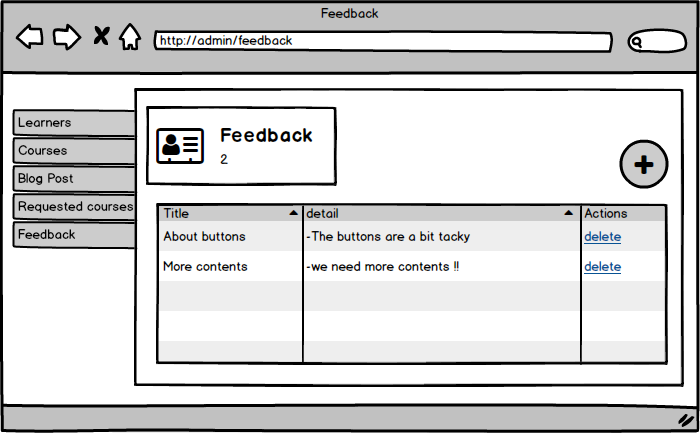 Feedback
http://admin/feedback
Learners
Courses
Blog Post
Requested courses
Feedback
Feedback
2
Title detail Actions
About buttons -The buttons are a bit tacky delete
More contents -we need more contents !! delete